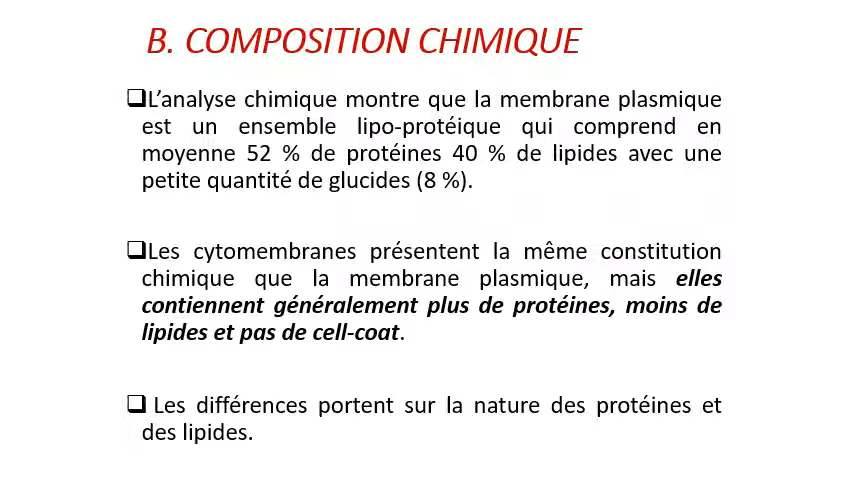 B. COMPOSITION CHIMIQUE
❑L’analyse chimique montre que la membrane plasmique
est un ensemble lipo-protéique qui comprend en
moyenne 52 % de protéines 40 % de lipides avec une
petite quantité de glucides (8 %).
❑Les cytomembranes présentent la même constitution
chimique que la membrane plasmique, mais elles
contiennent généralement plus de protéines, moins de
lipides et pas de cell-coat.
❑ Les différences portent sur la nature des protéines et
des lipides.